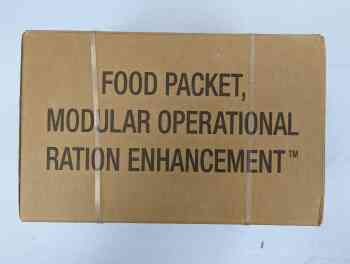 FOOD PACKET,
MODULAR OPERATIONAL
RATION ENHANCEMENT™